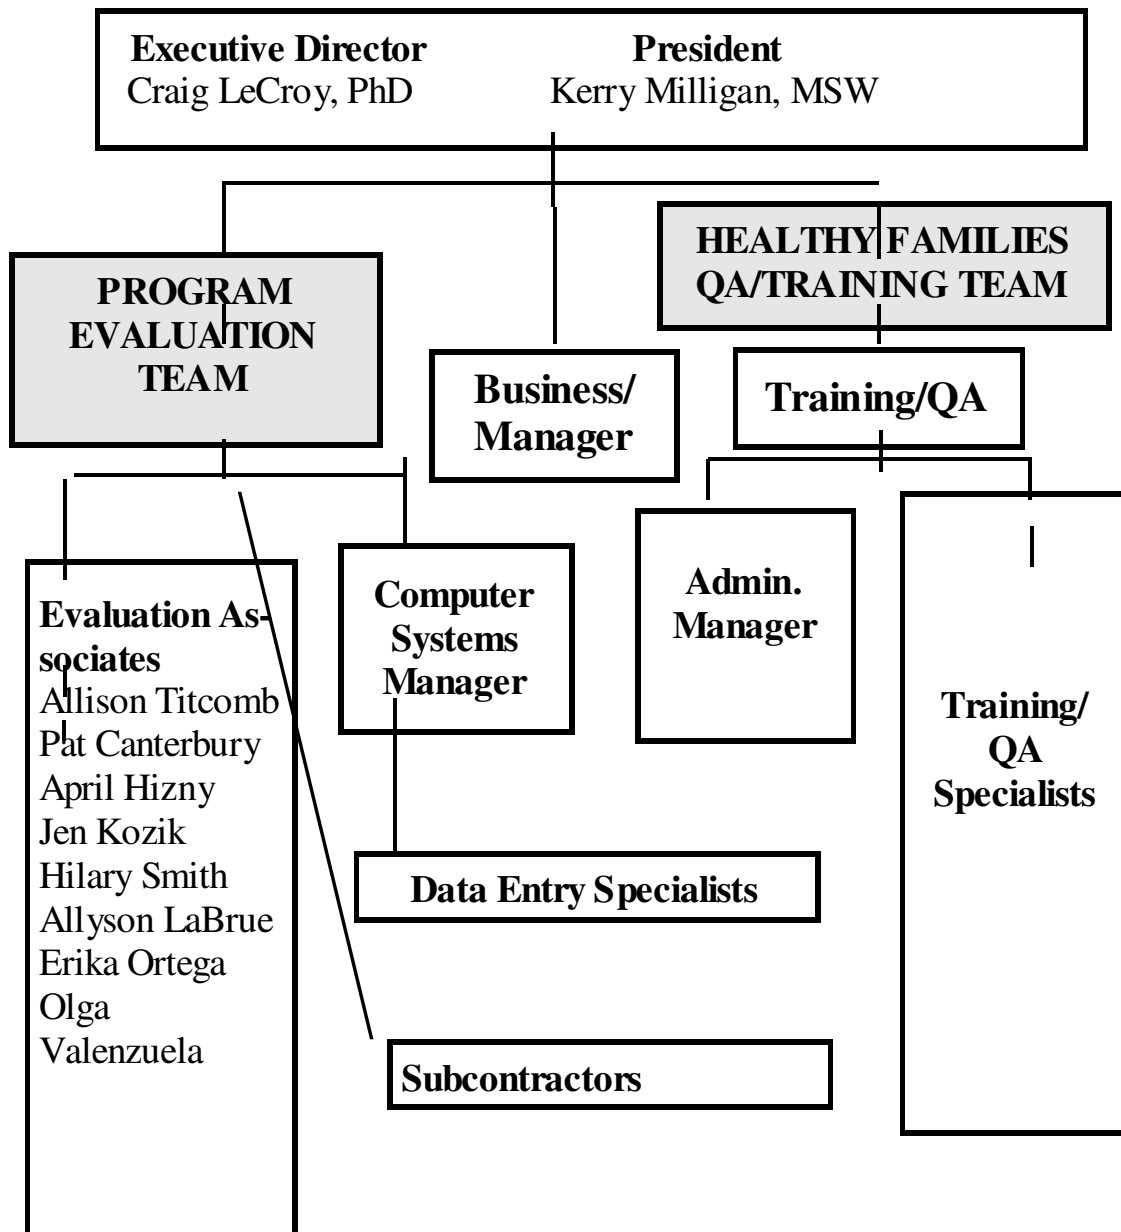 Executive Director President
Craig LeCroy, PhD Kerry Milligan, MSW
HEALTHY FAMILIES
QA/TRAINING TEAM
PROGRAM
EVALUATION
TEAM
Business/
Manager
Training/QA
Evaluation As-
sociates
Allison Titcomb
Pat Canterbury
April Hizny
Jen Kozik
Hilary Smith
Allyson LaBrue
Erika Ortega
Olga
Valenzuela
Computer
Systems
Manager
Admin.
Manager
Training/
QA
Specialists
Data Entry Specialists
Subcontractors